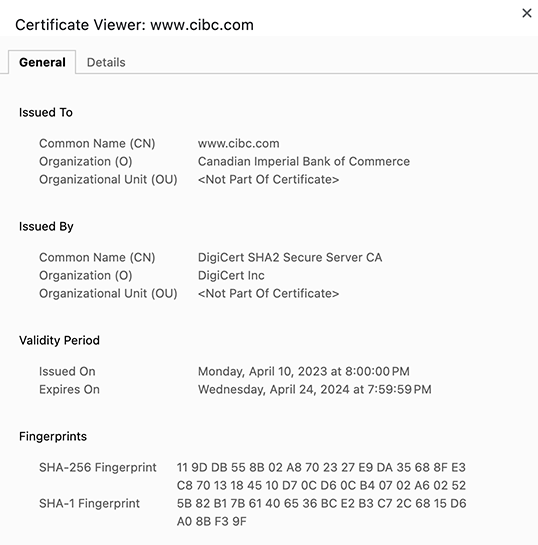 Certificate Viewer: www.cibc.com
General Details
Issued To
Common Name (CN) www.cibc.com
Organization (O) Canadian Imperial Bank of Commerce
Organizational Unit (OU) <Not Part Of Certificate>
Issued By
Common Name (CN) DigiCert SHA2 Secure Server CA
Organization (O) DigiCert Inc
Organizational Unit (OU) <Not Part Of Certificate>
Validity Period
Issued On Monday, April 10, 2023 at 8:00:00 PM
Expires On Wednesday, April 24, 2024 at 7:59:59 PM
Fingerprints
SHA-256 Fingerprint 11 9D DB 55 8B 02 A8 70 23 27 E9 DA 35 68 8F E3
C8 70 13 18 45 10 D7 0C D6 0C B4 07 02 A6 02 52
SHA-1 Fingerprint 5B 82 B1 7B 61 40 65 36 BC E2 B3 C7 2C 68 15 D6
A0 8B F3 9F